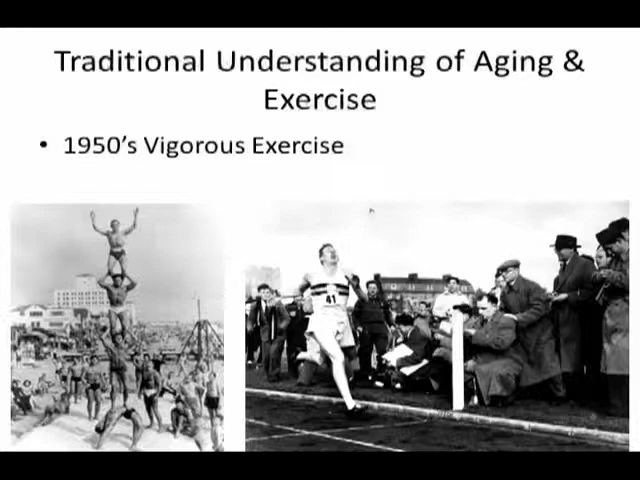 Traditional Understanding of Aging &
Exercise
• 1950's Vigorous Exercise
41